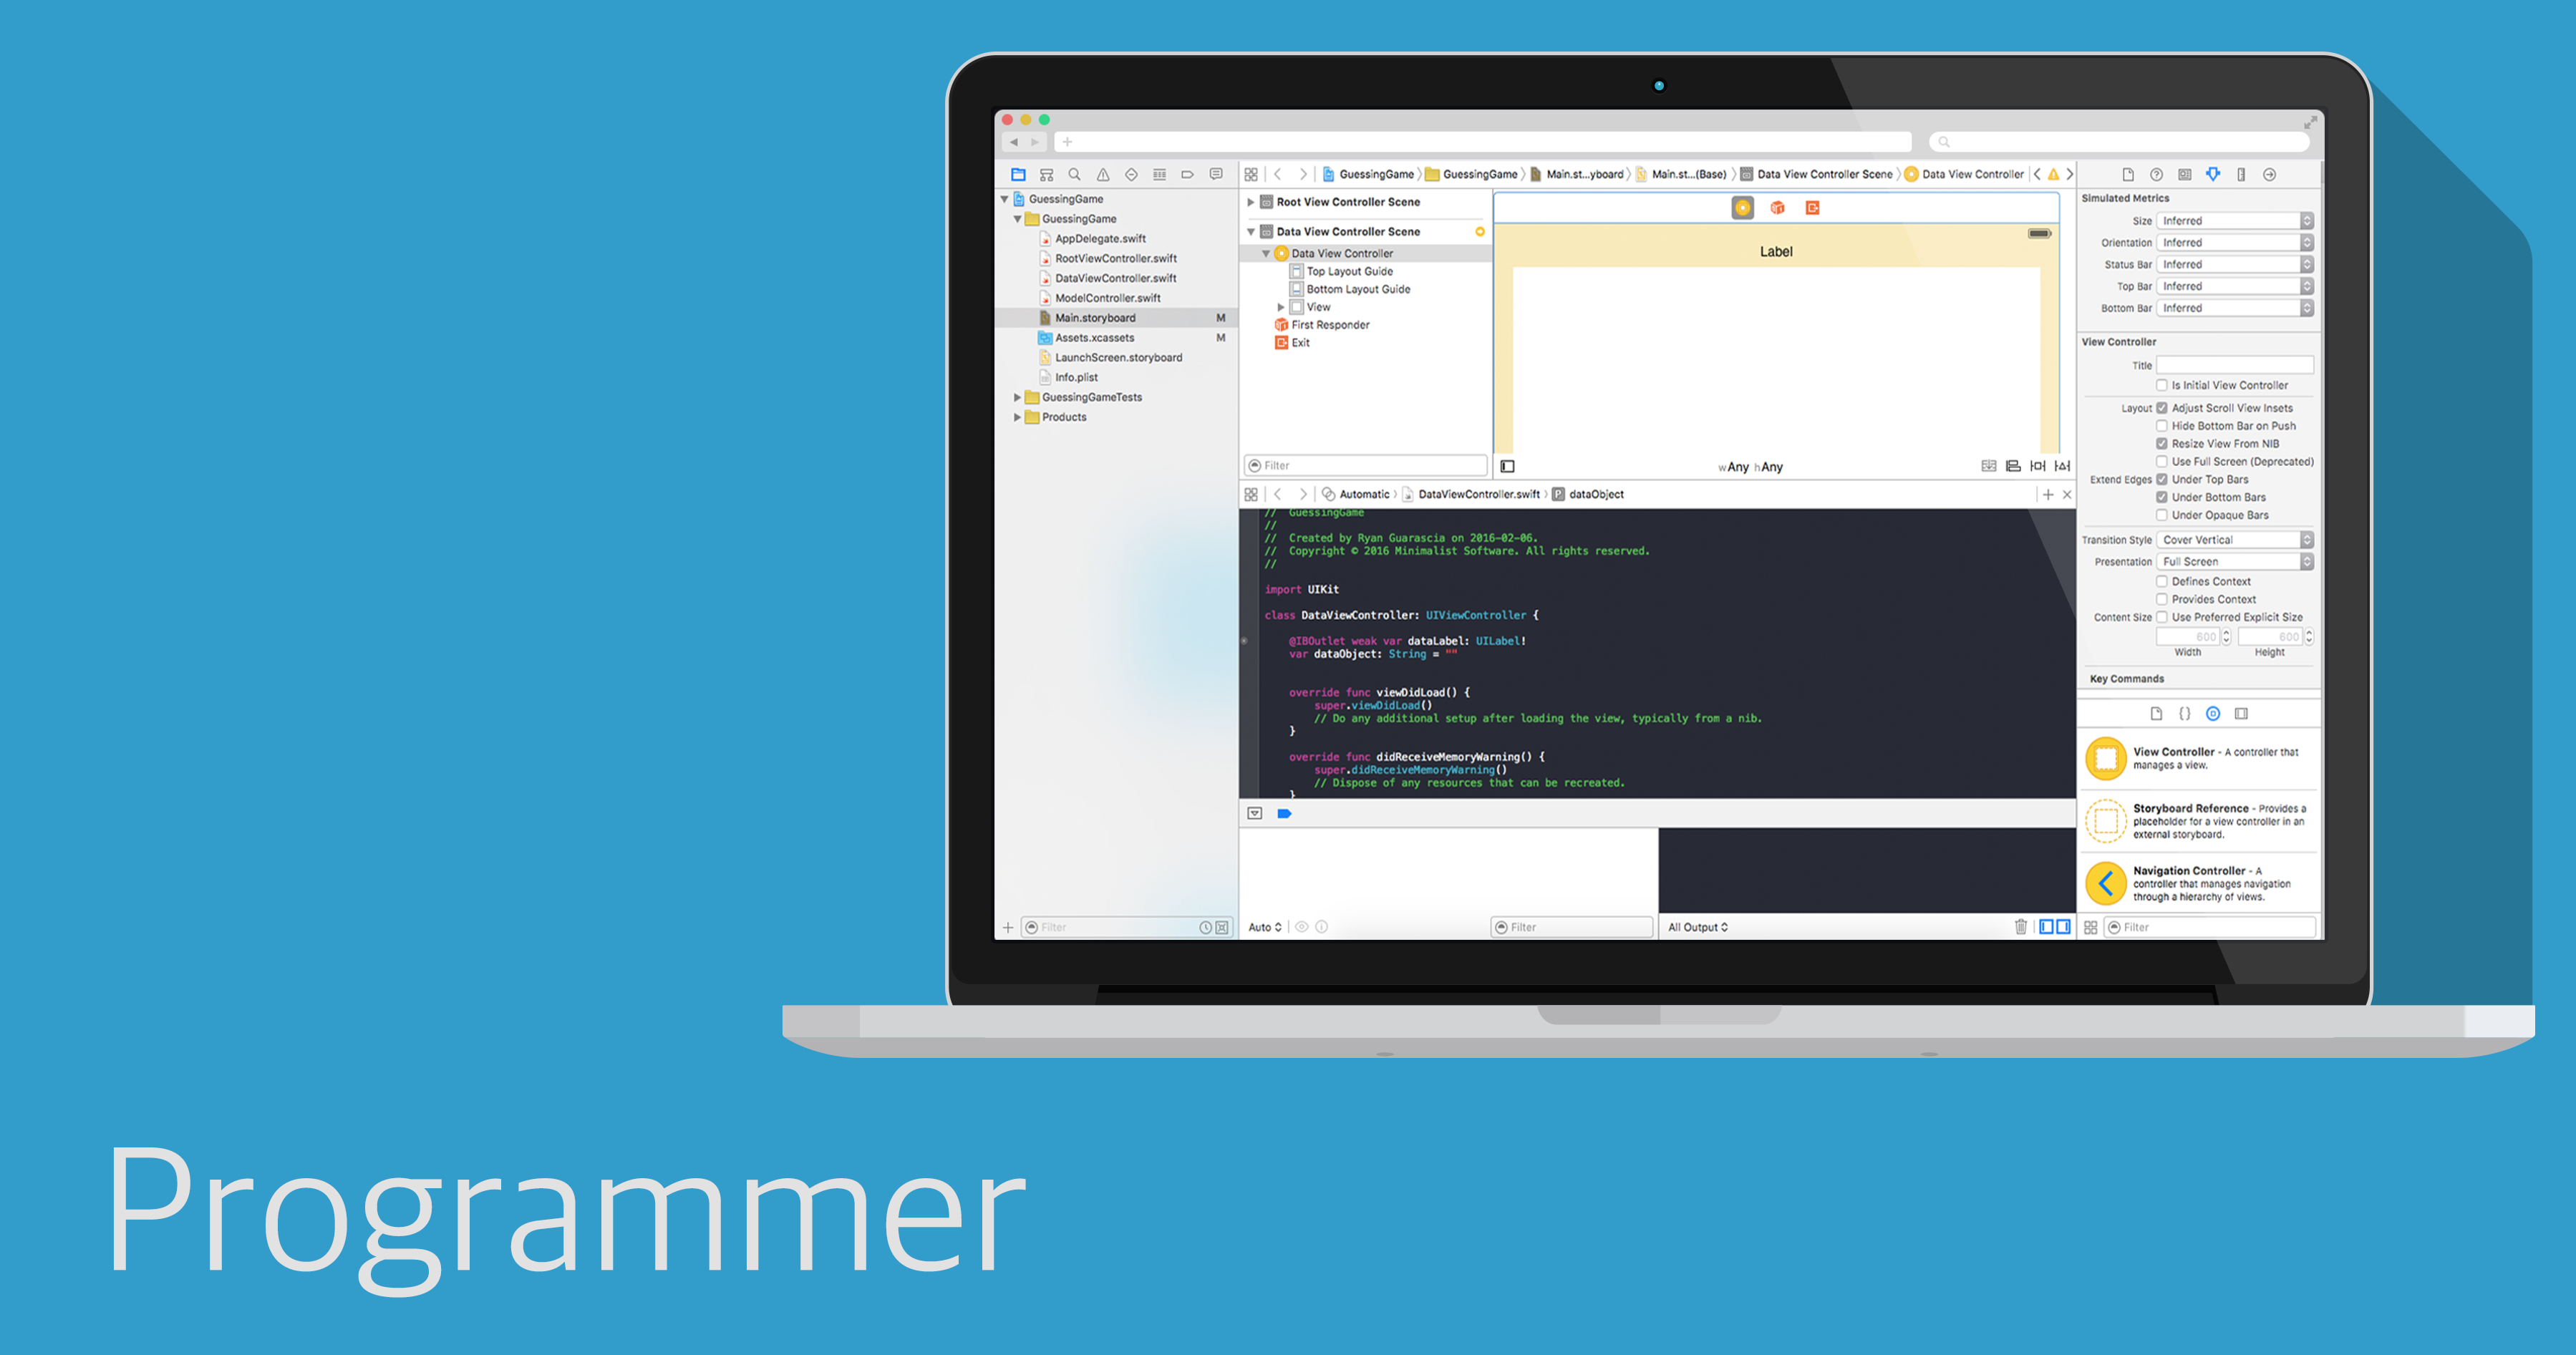 GuessingGame
GuessingGame
AppDelegate.swift
RootViewController.swift
DataViewController.swift
ModelController.swift
Main.storyboard M
Assets.xcassets M
LaunchScreen.storyboard
Info.plist
GuessingGameTests
Products
Filter
GuessingGame GuessingGame Main.st...yboard Main.st...(Base) Data View Controller Scene Data View Controller
Root View Controller Scene
Data View Controller Scene
Data View Controller
Top Layout Guide
Bottom Layout Guide
View
First Responder
Exit
Filter
Label
wAny hAny
Automatic DataViewController.swift P dataObject
// GuessingGame
//
// Created by Ryan Guarascia on 2016-02-06.
// Copyright © 2016 Minimalist Software. All rights reserved.
//
import UIKit
class DataViewController: UIViewController {
@IBOutlet weak var dataLabel: UILabel!
var dataObject: String = ""
override func viewDidLoad() {
super.viewDidLoad()
// Do any additional setup after loading the view, typically from a nib.
}
override func didReceiveMemoryWarning() {
super.didReceiveMemoryWarning()
// Dispose of any resources that can be recreated.
}
Auto
Filter
All Output
Simulated Metrics
Size Inferred
Orientation Inferred
Status Bar Inferred
Top Bar Inferred
Bottom Bar Inferred
View Controller
Title
Is Initial View Controller
Layout Adjust Scroll View Insets
Hide Bottom Bar on Push
Resize View From NIB
Use Full Screen (Deprecated)
Extend Edges Under Top Bars
Under Bottom Bars
Under Opaque Bars
Transition Style Cover Vertical
Presentation Full Screen
Defines Context
Provides Context
Content Size Use Preferred Explicit Size
600 600
Width Height
Key Commands
{}
View Controller - A controller that
manages a view.
Storyboard Reference - Provides a
placeholder for a view controller in an
external storyboard.
Navigation Controller - A
controller that manages navigation
through a hierarchy of views.
Filter
Programmer